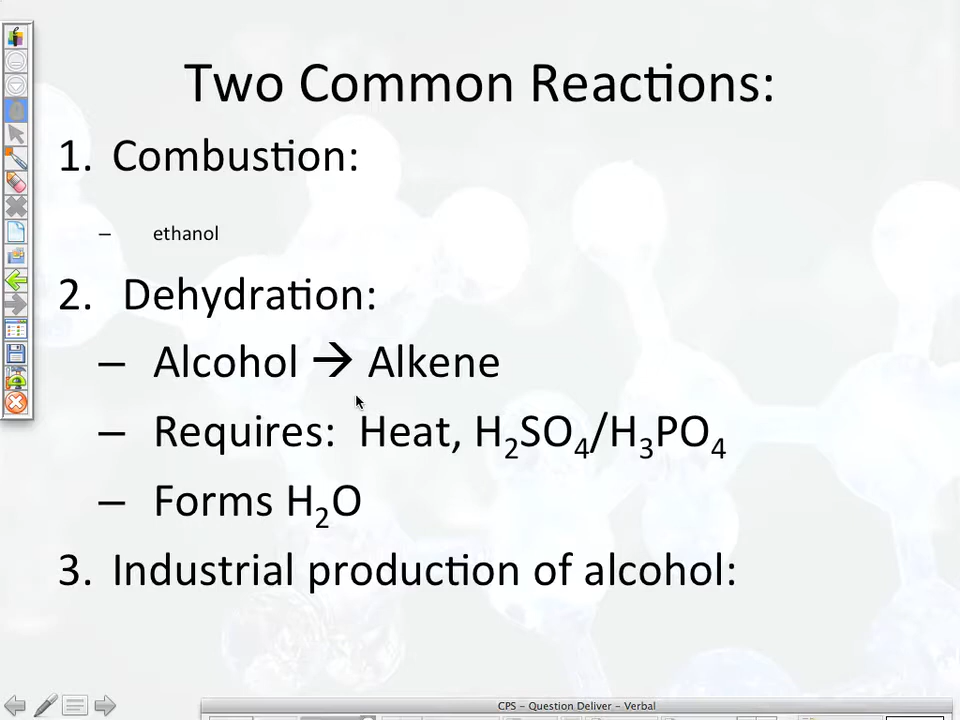 Two Common Reactions:
1. Combustion:
– ethanol
2. Dehydration:
– Alcohol → Alkene
– Requires: Heat, H₂SO₄/H₃PO₄
– Forms H₂O
3. Industrial production of alcohol:
CPS - Question Deliver - Verbal